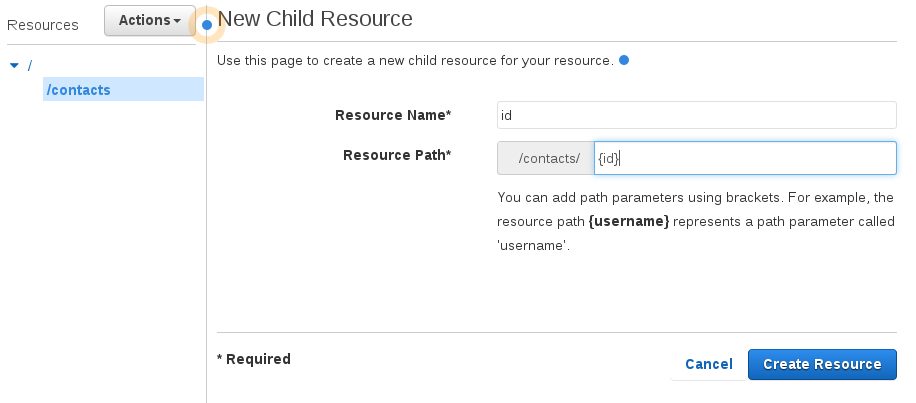 Resources
Actions
New Child Resource
/
/contacts
Use this page to create a new child resource for your resource.
Resource Name*
id
Resource Path*
/contacts/
{id}
You can add path parameters using brackets. For example, the
resource path {username} represents a path parameter called
'username'.
* Required
Cancel
Create Resource